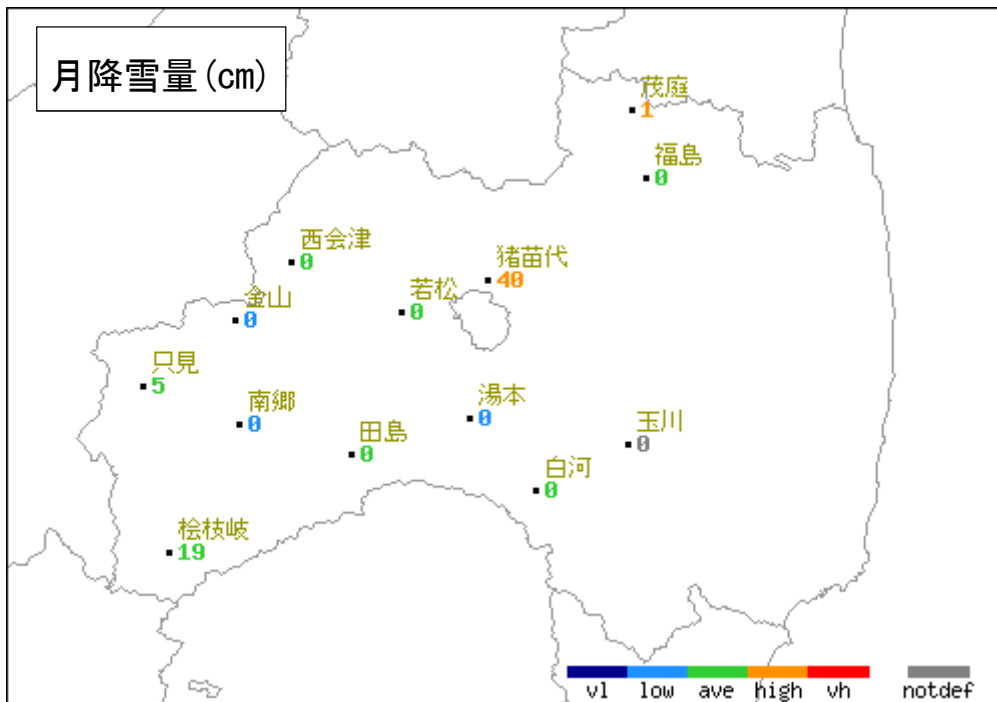 月降雪量(cm)
茂庭
1
福島
0
西会津
0
猪苗代
40
金山
0
若松
0
只見
5
南郷
0
湯本
0
田島
0
玉川
0
白河
0
桧枝岐
19
vl low ave high vh notdef